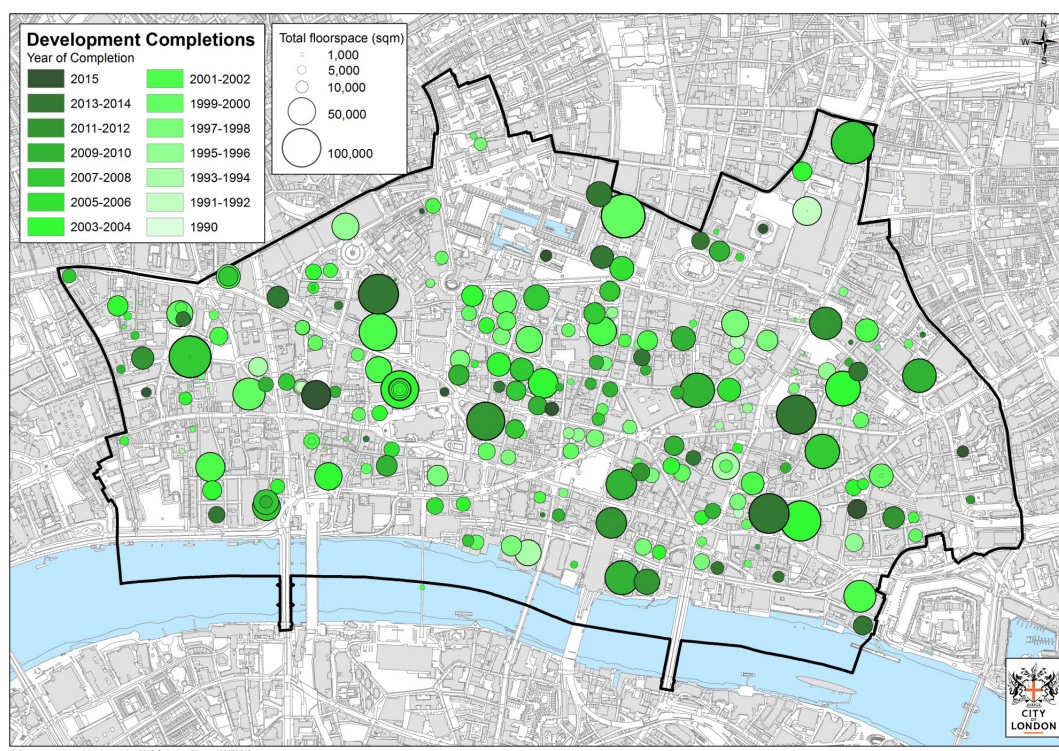 Development Completions
Year of Completion
2015
2013-2014
2011-2012
2009-2010
2007-2008
2005-2006
2003-2004
2001-2002
1999-2000
1997-1998
1995-1996
1993-1994
1991-1992
1990
Total floorspace (sqm)
1,000
5,000
10,000
50,000
100,000
N
W
E
S
CITY
OF
LONDON